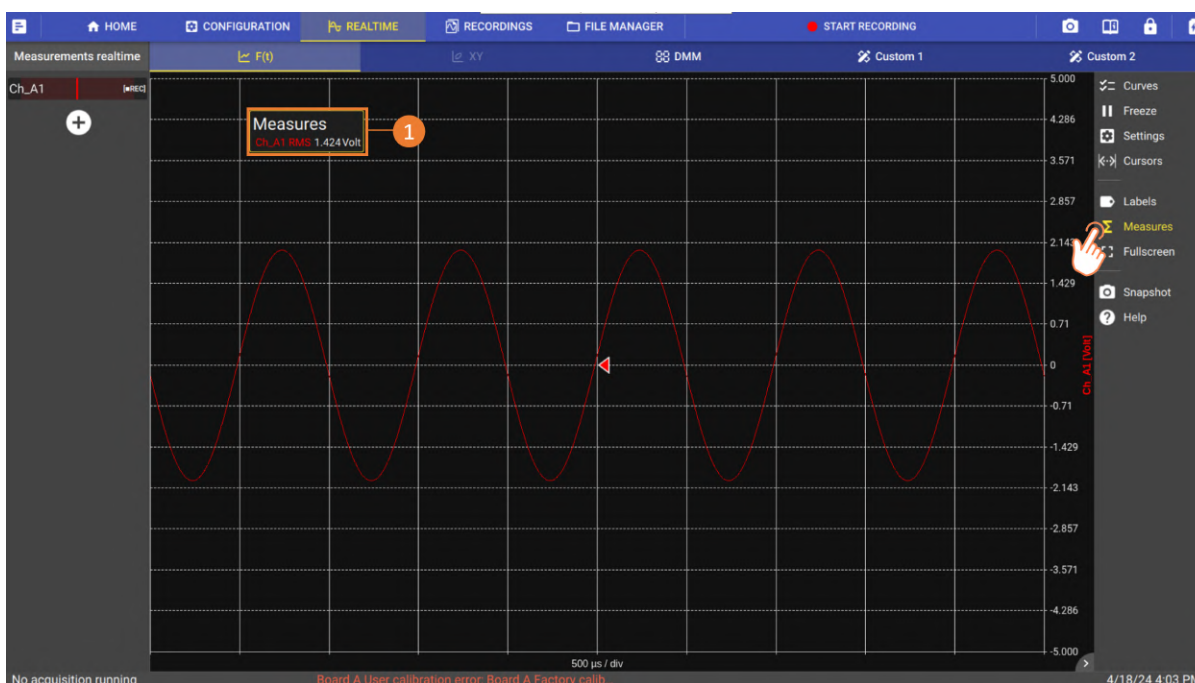 HOME
CONFIGURATION
REALTIME
RECORDINGS
FILE MANAGER
START RECORDING
Measurements realtime
F(t)
XY
DMM
Custom 1
Custom 2
Ch_A1
REC
Measures
Ch_A1 RMS 1.424 Volt
1
5.000
4.286
3.571
2.857
2.143
1.429
0.71
0
-0.71
-1.429
-2.143
-2.857
-3.571
-4.286
-5.000
Ch_A1 [Volt]
Curves
Freeze
Settings
Cursors
Labels
Measures
Fullscreen
Snapshot
Help
500 µs / div
No acquisition running
Board A User calibration error: Board A Factory calib
4/18/24 4:03 PM